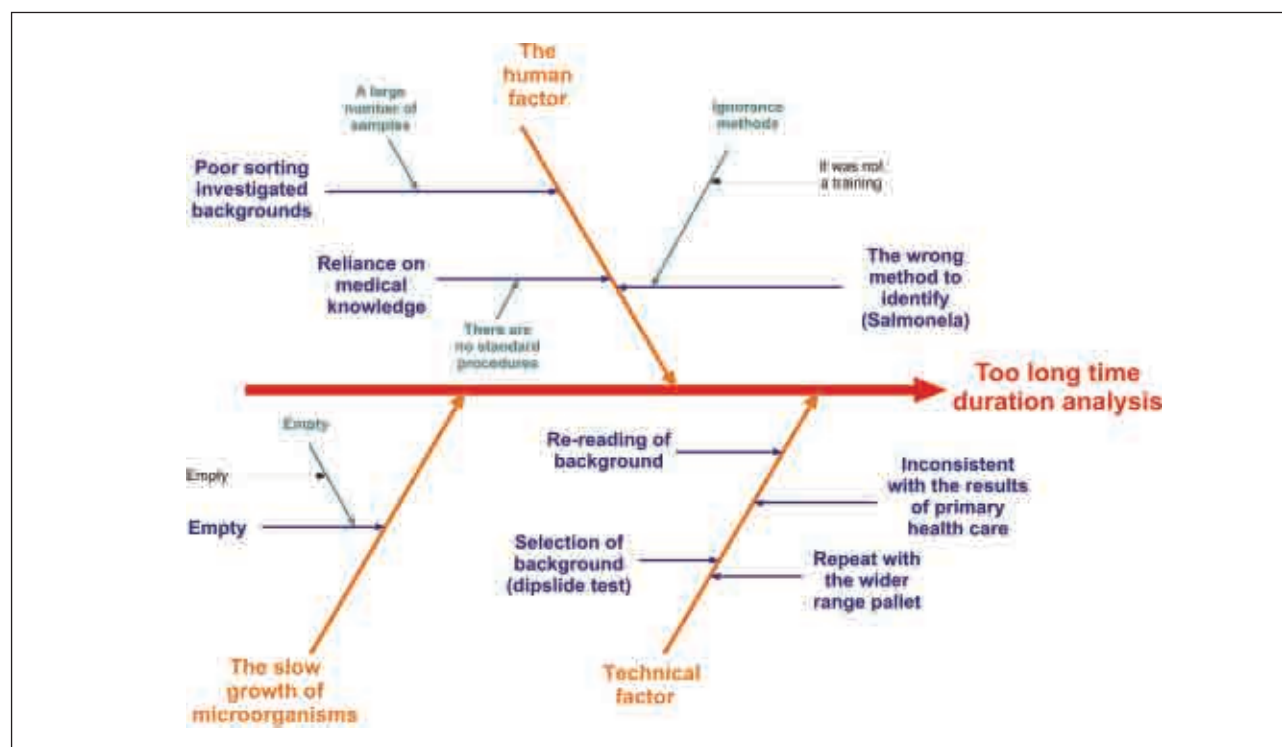 The
human
factor
A large
number of
samples
Ignorance
methods
Poor sorting
investigated
backgrounds
It was not
a training
Reliance on
medical
knowledge
The wrong
method to
identify
(Salmonela)
There are
no standard
procedures
Too long time
duration analysis
Empty
Empty
Empty
Re-reading of
background
Inconsistent
with the results
of primary
health care
Selection of
background
(dipslide test)
Repeat with
the wider
range pallet
The slow
growth of
microorganisms
Technical
factor